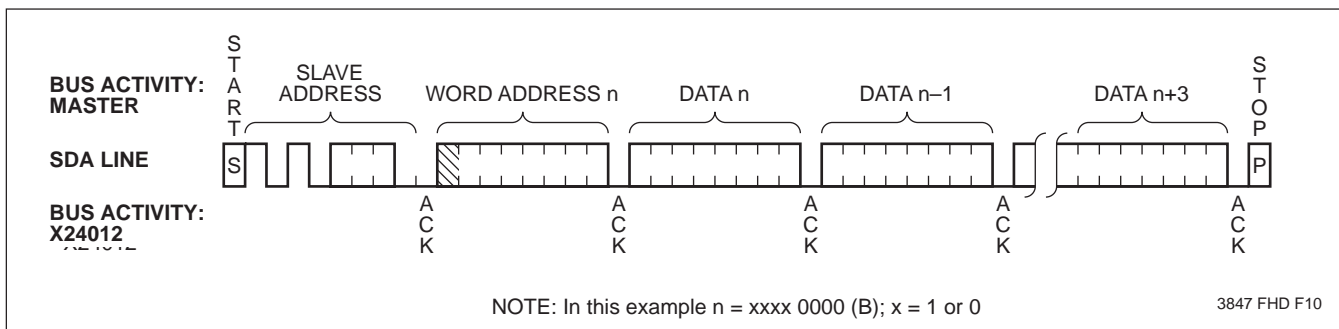 START
STOP
BUS ACTIVITY:
MASTER
SLAVE
ADDRESS
WORD ADDRESS n
DATA n
DATA n–1
DATA n+3
SDA LINE
S
P
BUS ACTIVITY:
X24012
ACK
ACK
ACK
ACK
ACK
NOTE: In this example n = xxxx 0000 (B); x = 1 or 0
3847 FHD F10